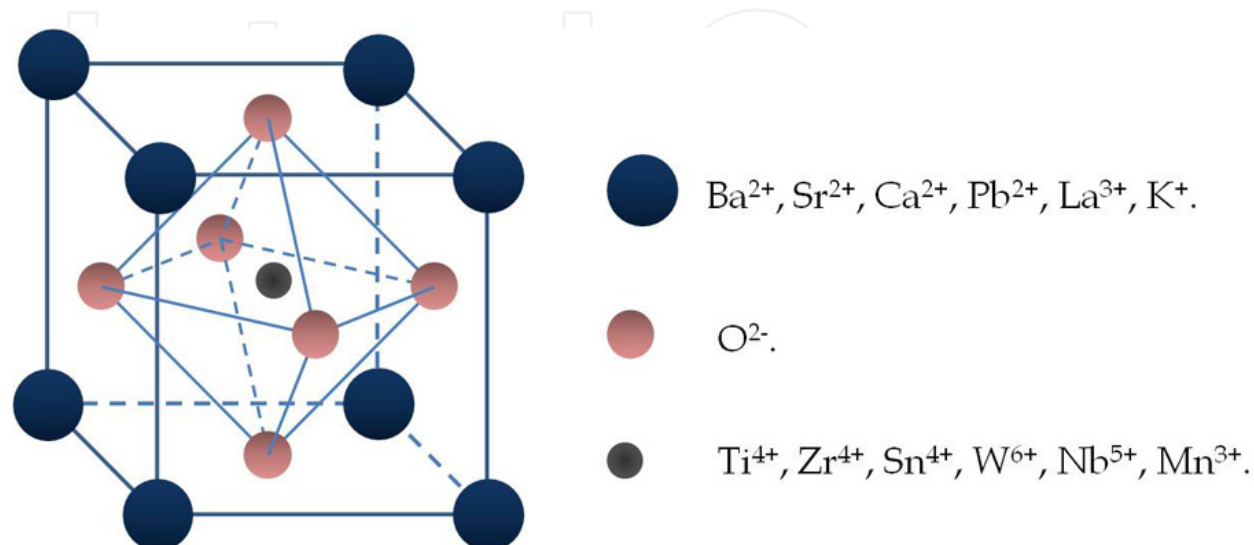 Ba²⁺, Sr²⁺, Ca²⁺, Pb²⁺, La³⁺, K⁺.
O²⁻.
Ti⁴⁺, Zr⁴⁺, Sn⁴⁺, W⁶⁺, Nb⁵⁺, Mn³⁺.